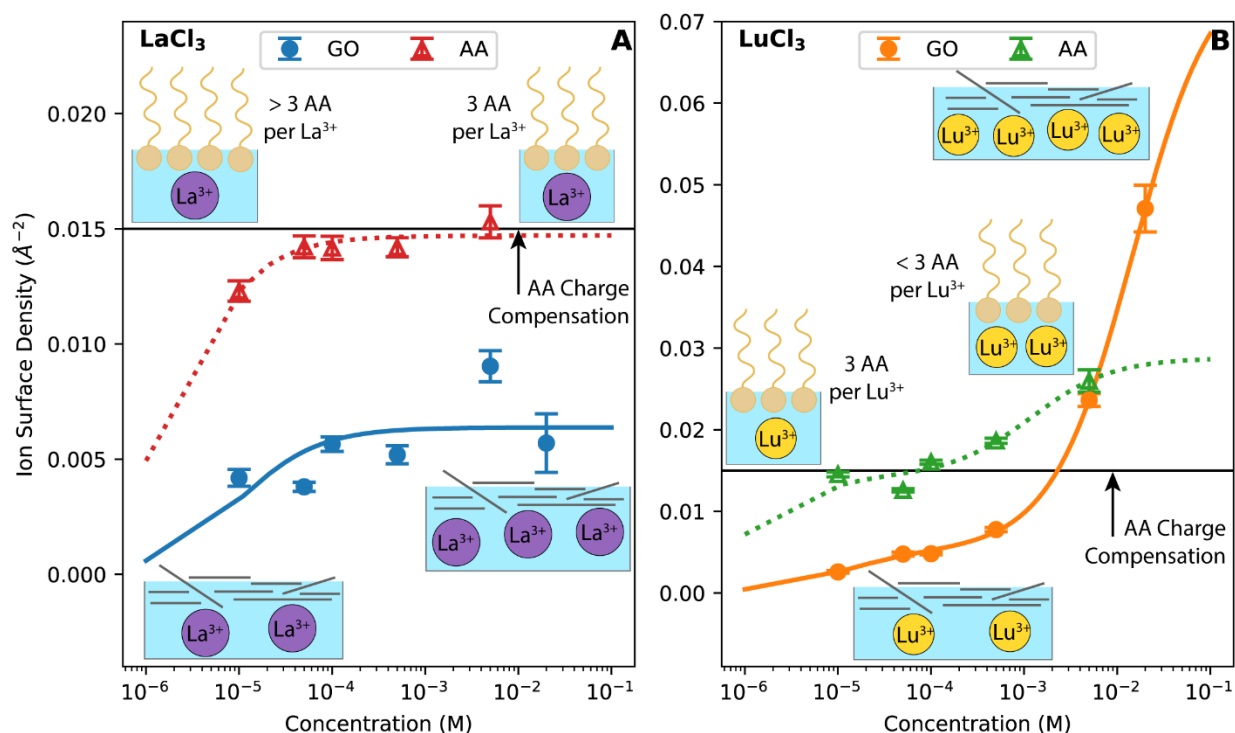 LaCl₃
GO
AA
A
> 3 AA
per La³⁺
3 AA
per La³⁺
La³⁺
La³⁺
AA Charge
Compensation
La³⁺
La³⁺
La³⁺
La³⁺
La³⁺
0.020
0.015
0.010
0.005
0.000
Ion Surface Density (Å⁻²)
10⁻⁶
10⁻⁵
10⁻⁴
10⁻³
10⁻²
10⁻¹
Concentration (M)
LuCl₃
GO
AA
B
Lu³⁺
Lu³⁺
Lu³⁺
Lu³⁺
< 3 AA
per Lu³⁺
Lu³⁺
Lu³⁺
3 AA
per Lu³⁺
Lu³⁺
AA Charge
Compensation
Lu³⁺
Lu³⁺
0.07
0.06
0.05
0.04
0.03
0.02
0.01
0.00
10⁻⁶
10⁻⁵
10⁻⁴
10⁻³
10⁻²
10⁻¹
Concentration (M)